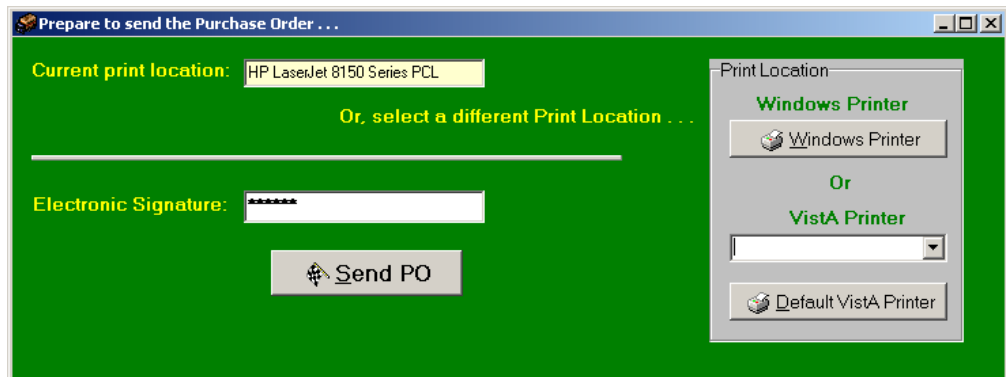 Prepare to send the Purchase Order . . .
Current print location: HP LaserJet 8150 Series PCL
Or, select a different Print Location . . .
Electronic Signature: ******
Send PO
Print Location
Windows Printer
Windows Printer
Or
VistA Printer
Default VistA Printer